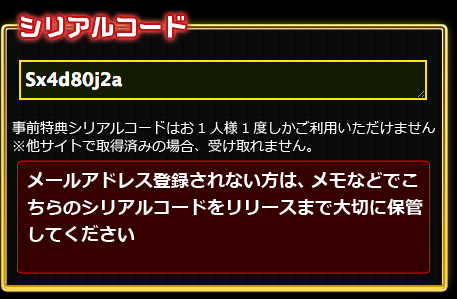 シリアルコード
Sx4d80j2a
事前特典シリアルコードはお1人様1度しかご利用いただけません
※他サイトで取得済みの場合、受け取れません。
メールアドレス登録されない方は、メモなどでこ
ちらのシリアルコードをリリースまで大切に保管
してください